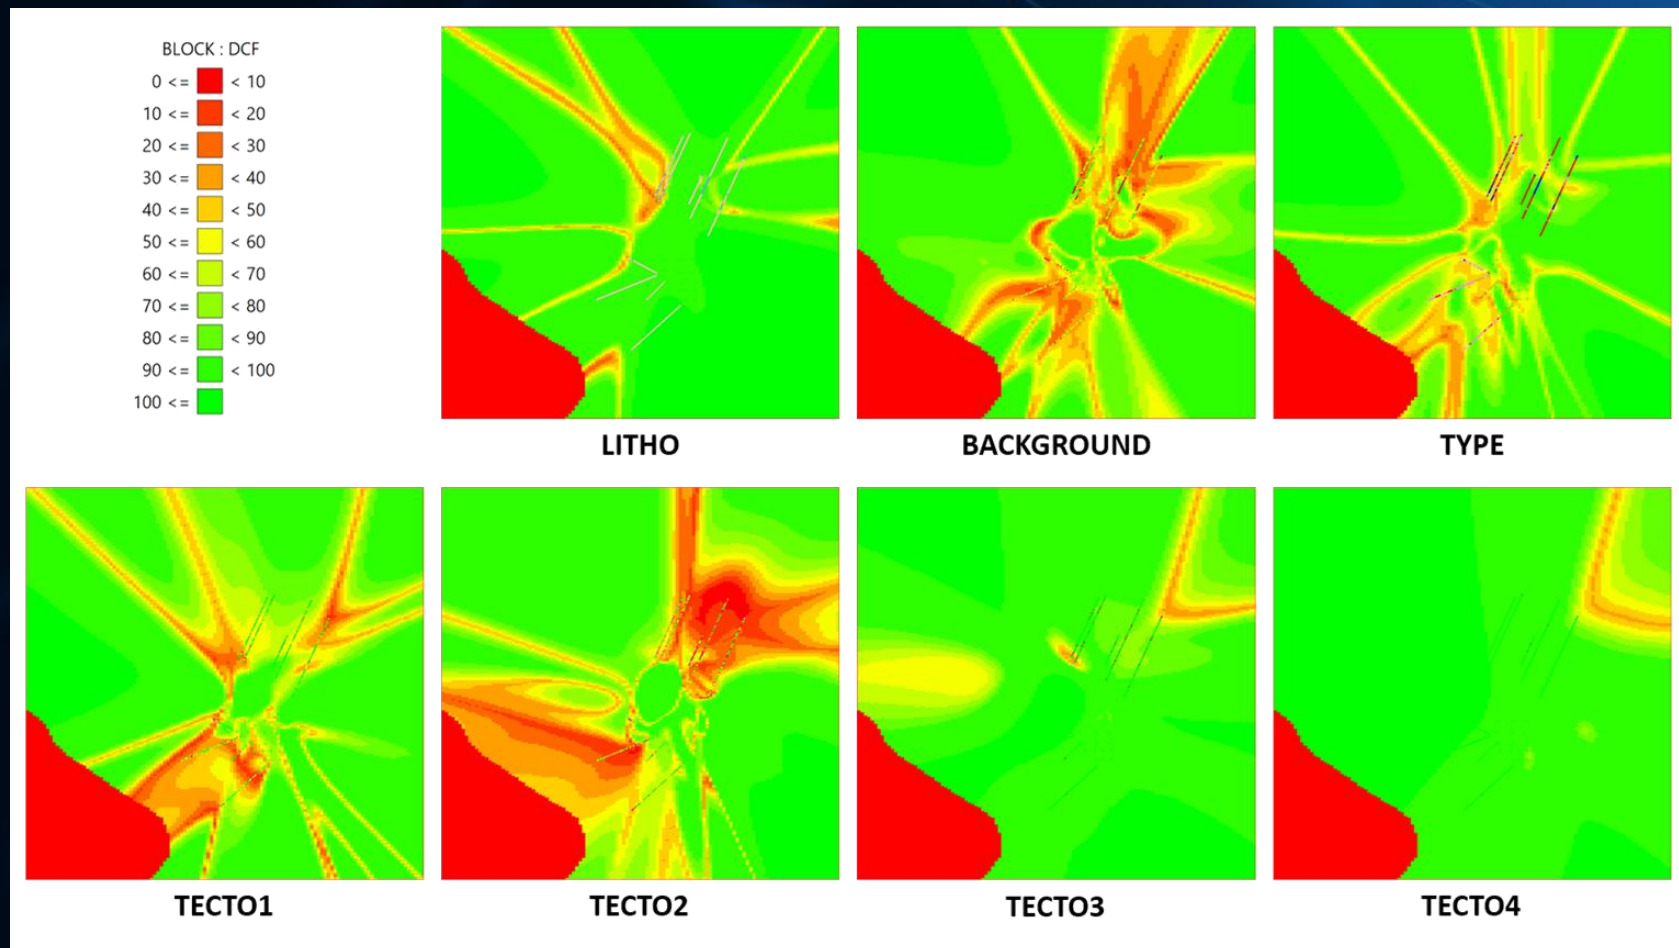 BLOCK : DCF
0 <= < 10
10 <= < 20
20 <= < 30
30 <= < 40
40 <= < 50
50 <= < 60
60 <= < 70
70 <= < 80
80 <= < 90
90 <= < 100
100 <=
LITHO
BACKGROUND
TYPE
TECTO1
TECTO2
TECTO3
TECTO4